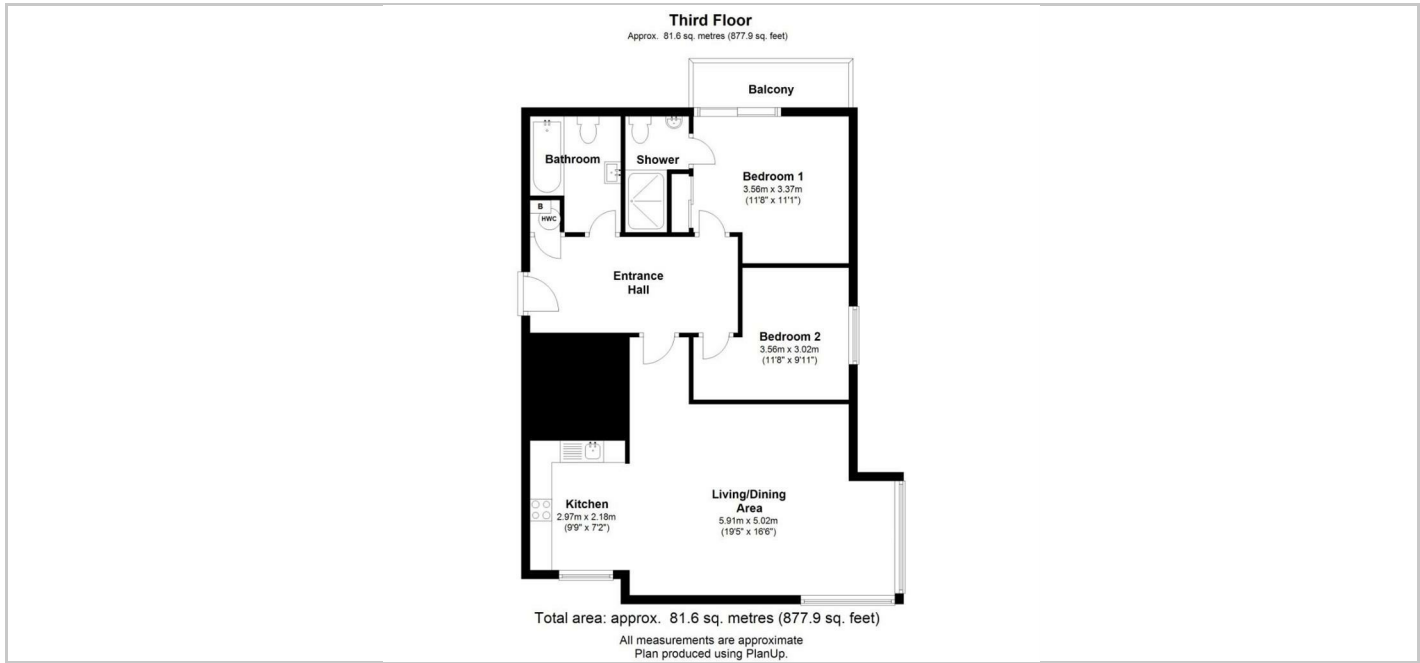 Third Floor
Approx. 81.6 sq. metres (877.9 sq. feet)
Balcony
Bathroom
Shower
Bedroom 1
3.56m x 3.37m
(11'8" x 11'1")
B
HWC
Entrance
Hall
Bedroom 2
3.56m x 3.02m
(11'8" x 9'11")
Kitchen
2.97m x 2.18m
(9'9" x 7'2")
Living/Dining
Area
5.91m x 5.02m
(19'5" x 16'6")
Total area: approx. 81.6 sq. metres (877.9 sq. feet)
All measurements are approximate
Plan produced using PlanUp.